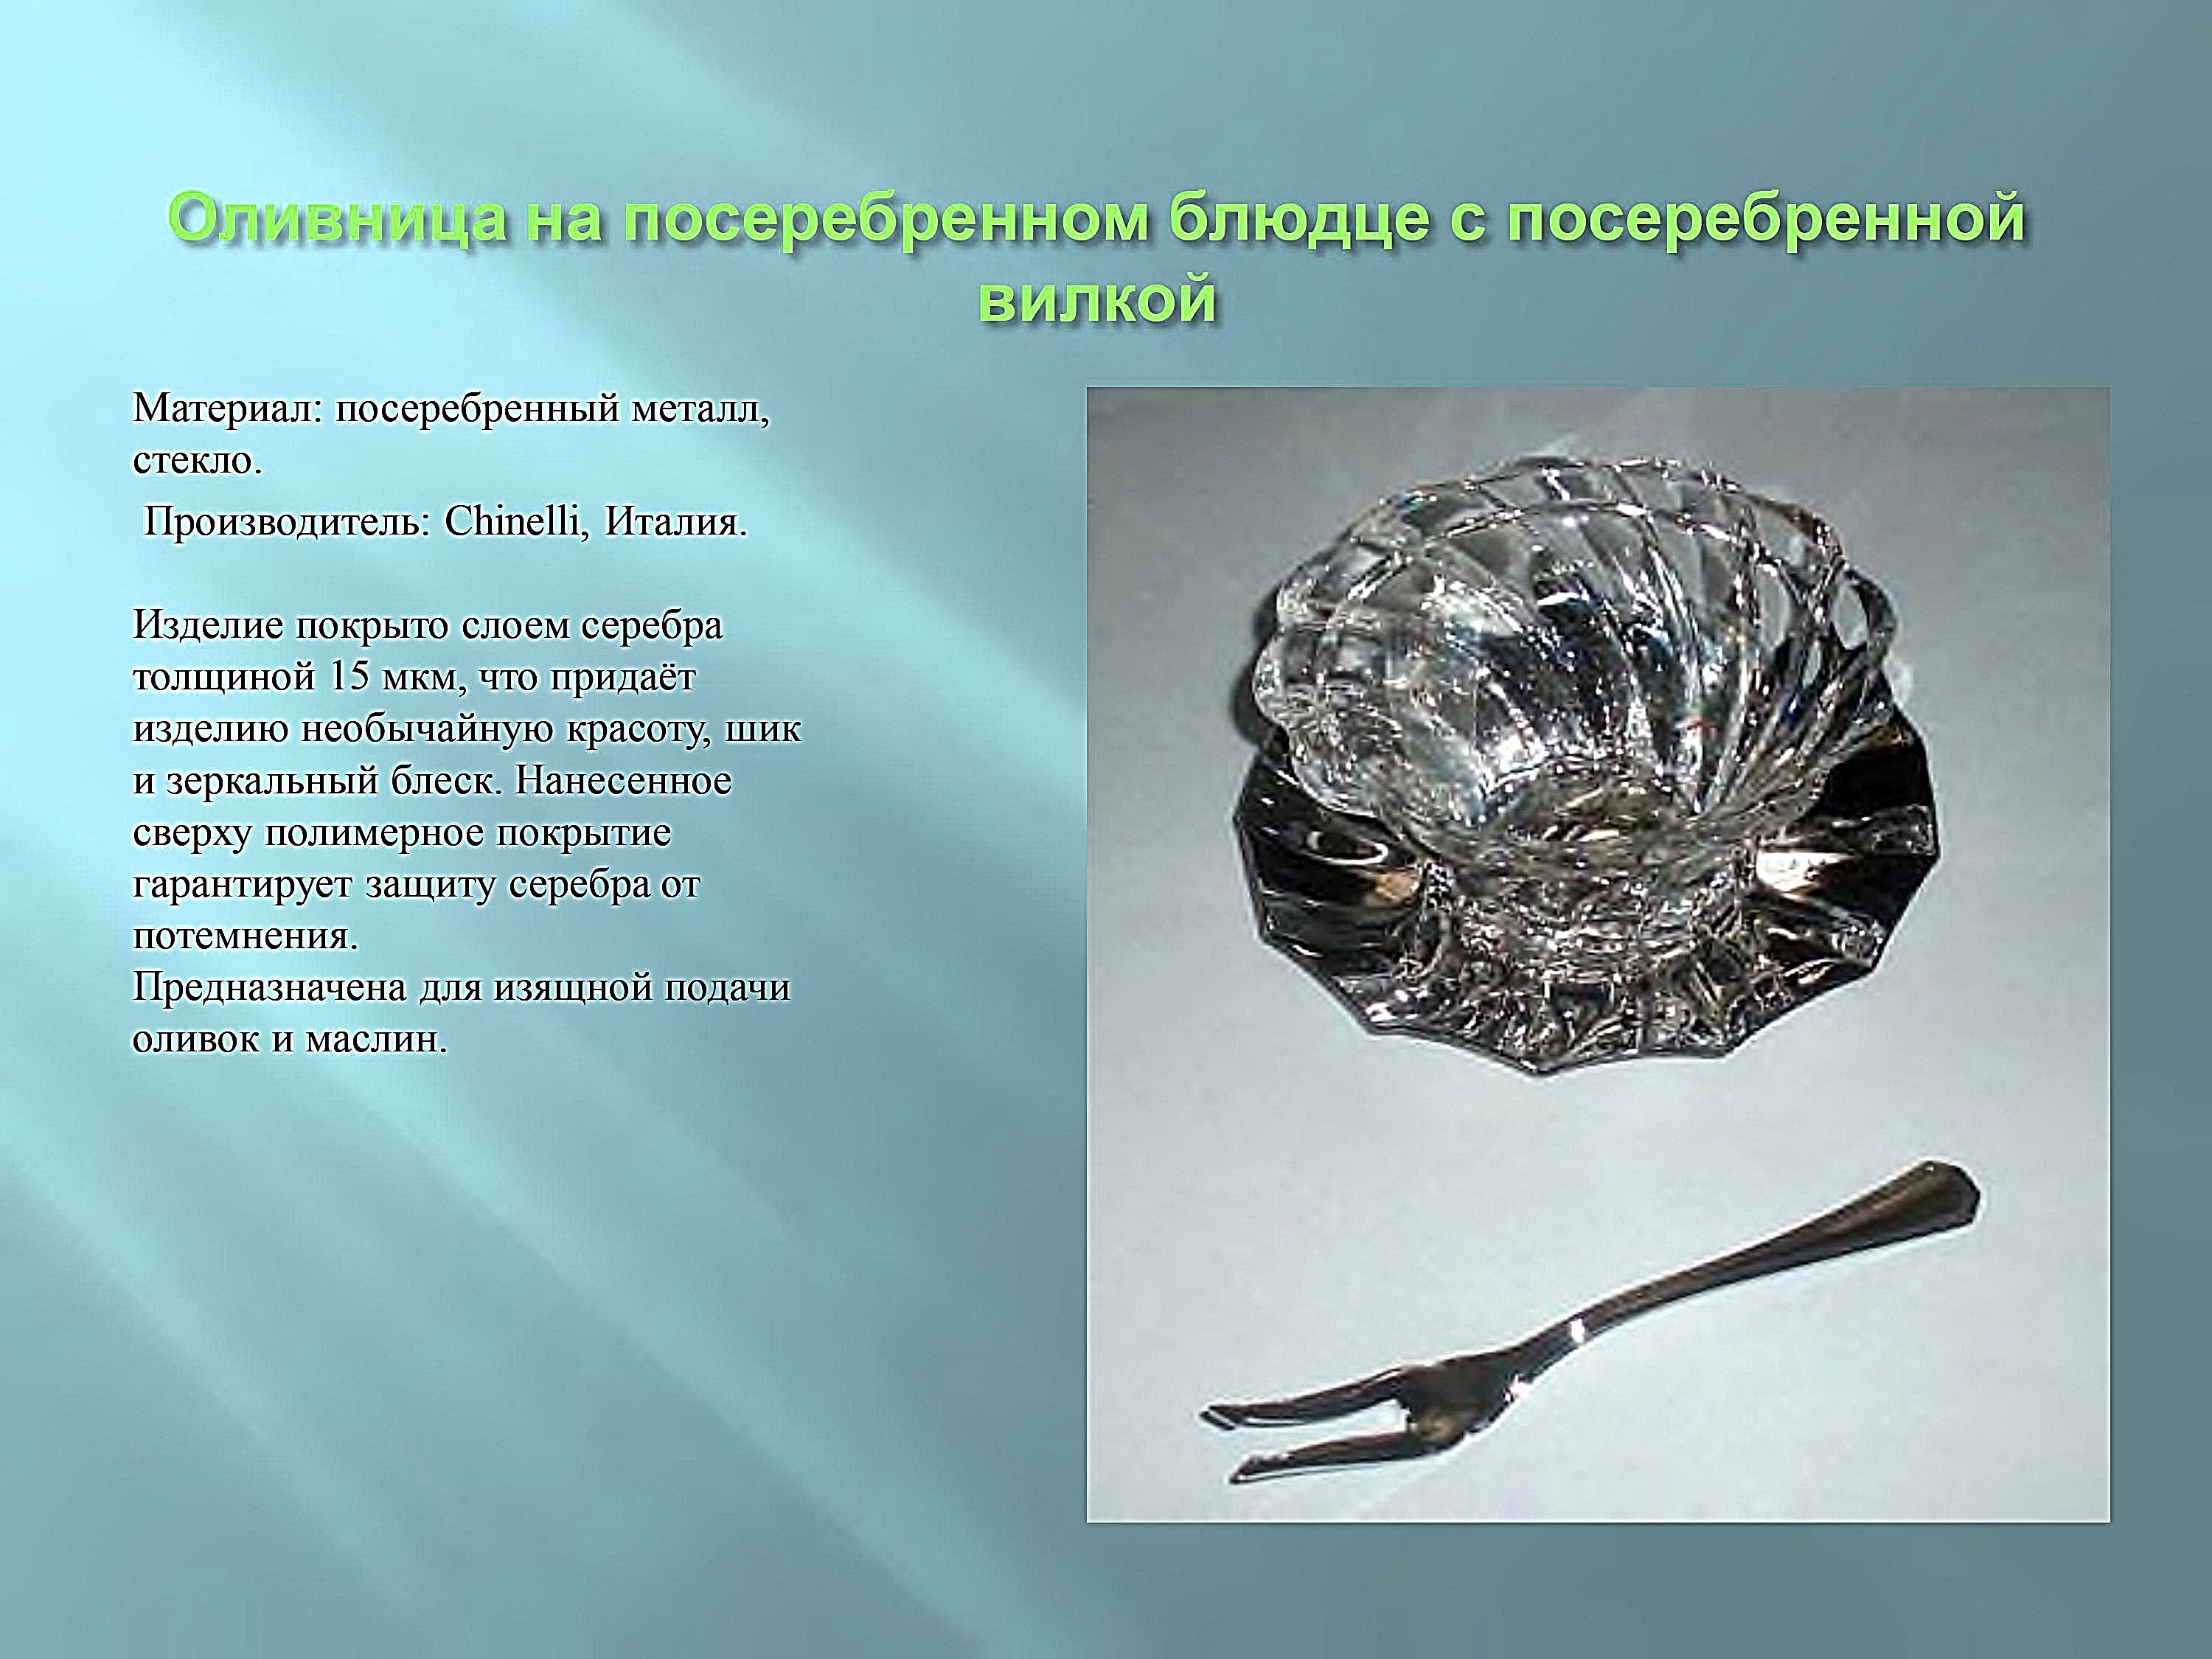 Оливница на посеребренном блюдце с посеребренной
вилкой
Материал: посеребренный металл,
стекло.
Производитель: Chinelli, Италия.
Изделие покрыто слоем серебра
толщиной 15 мкм, что придаёт
изделию необычайную красоту, шик
и зеркальный блеск. Нанесенное
сверху полимерное покрытие
гарантирует защиту серебра от
потемнения.
Предназначена для изящной подачи
оливок и маслин.